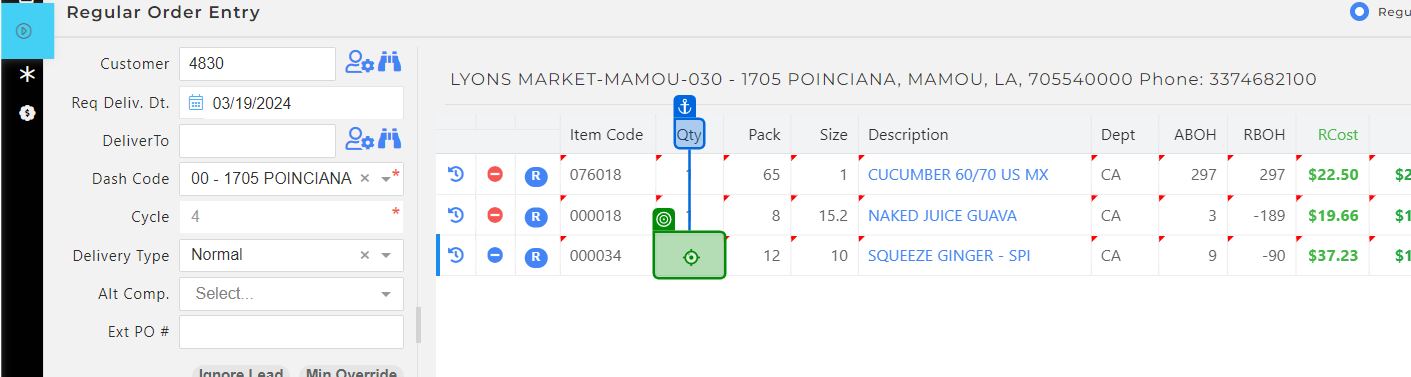 Regular Order Entry
Regu
Customer 4830
Req Deliv. Dt. 03/19/2024
DeliverTo
Dash Code 00 - 1705 POINCIANA × *
Cycle 4 *
Delivery Type Normal ×
Alt Comp. Select...
Ext PO #
Ignore Lead Min Override
LYONS MARKET-MAMOU-030 - 1705 POINCIANA, MAMOU, LA, 705540000 Phone: 3374682100
Item Code Qty Pack Size Description Dept ABOH RBOH RCost
R 076018 1 65 1 CUCUMBER 60/70 US MX CA 297 297 $22.50 $2
R 000018 8 15.2 NAKED JUICE GUAVA CA 3 -189 $19.66 $1
R 000034 12 10 SQUEEZE GINGER - SPI CA 9 -90 $37.23 $1